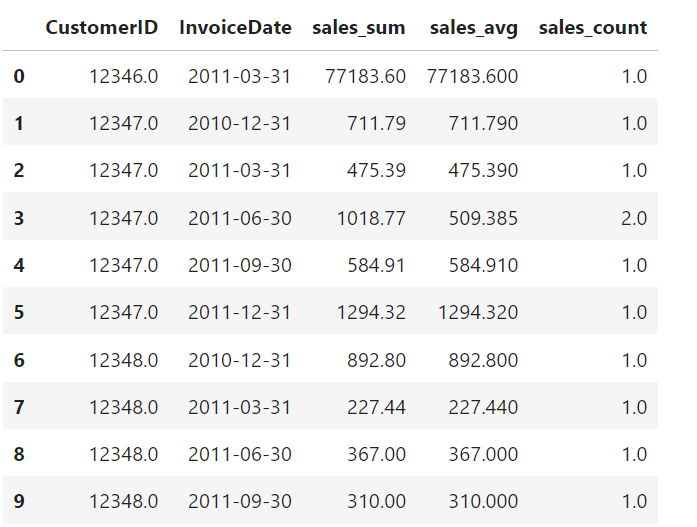 CustomerID InvoiceDate sales_sum sales_avg sales_count
0 12346.0 2011-03-31 77183.60 77183.600 1.0
1 12347.0 2010-12-31 711.79 711.790 1.0
2 12347.0 2011-03-31 475.39 475.390 1.0
3 12347.0 2011-06-30 1018.77 509.385 2.0
4 12347.0 2011-09-30 584.91 584.910 1.0
5 12347.0 2011-12-31 1294.32 1294.320 1.0
6 12348.0 2010-12-31 892.80 892.800 1.0
7 12348.0 2011-03-31 227.44 227.440 1.0
8 12348.0 2011-06-30 367.00 367.000 1.0
9 12348.0 2011-09-30 310.00 310.000 1.0